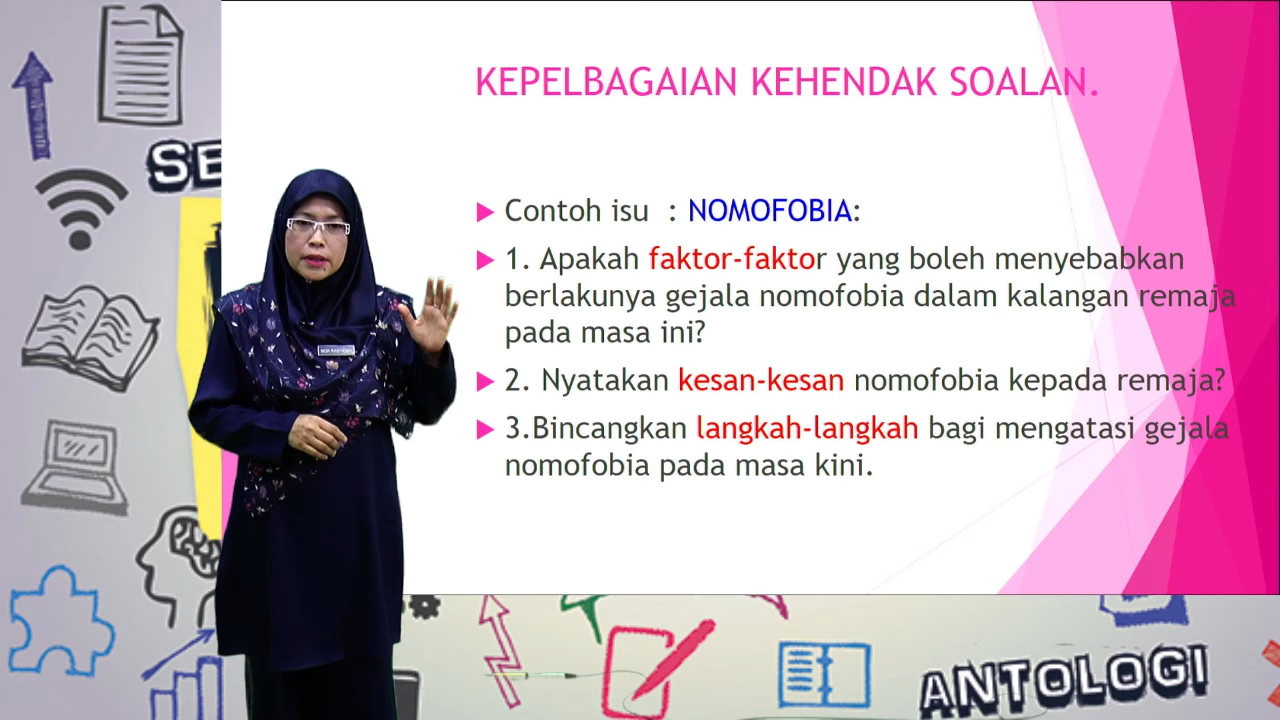 KEPELBAGAIAN KEHENDAK SOALAN.
SE
Contoh isu : NOMOFOBIA:
1. Apakah faktor-faktor yang boleh menyebabkan
berlakunya gejala nomofobia dalam kalangan remaja
pada masa ini?
2. Nyatakan kesan-kesan nomofobia kepada remaja?
3.Bincangkan langkah-langkah bagi mengatasi gejala
nomofobia pada masa kini.
ANTOLOGI